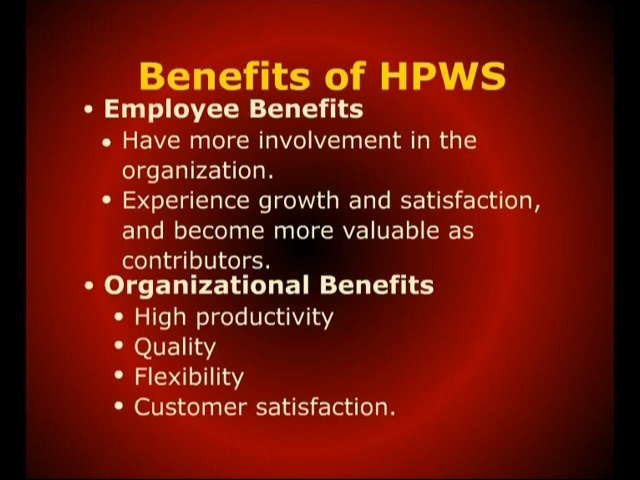 Benefits of HPWS
• Employee Benefits
• Have more involvement in the
organization.
• Experience growth and satisfaction,
and become more valuable as
contributors.
• Organizational Benefits
• High productivity
• Quality
• Flexibility
• Customer satisfaction.